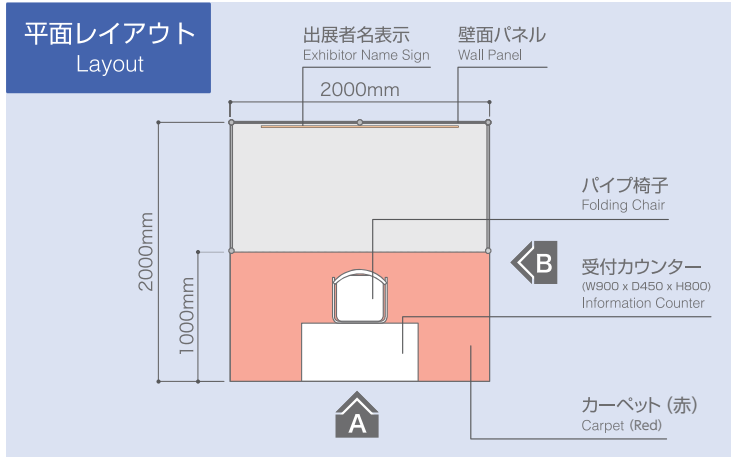 平面レイアウト
Layout
出展者名表示
Exhibitor Name Sign
壁面パネル
Wall Panel
2000mm
2000mm
1000mm
パイプ椅子
Folding Chair
B
受付カウンター
(W900 x D450 x H800)
Information Counter
A
カーペット（赤）
Carpet (Red)